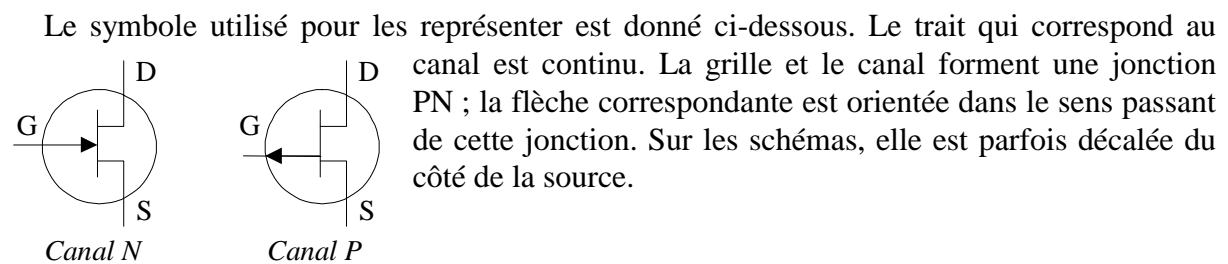 Le symbole utilisé pour les représenter est donné ci-dessous. Le trait qui correspond au
canal est continu. La grille et le canal forment une jonction
PN ; la flèche correspondante est orientée dans le sens passant
de cette jonction. Sur les schémas, elle est parfois décalée du
côté de la source.
D
G
S
Canal N
D
G
S
Canal P